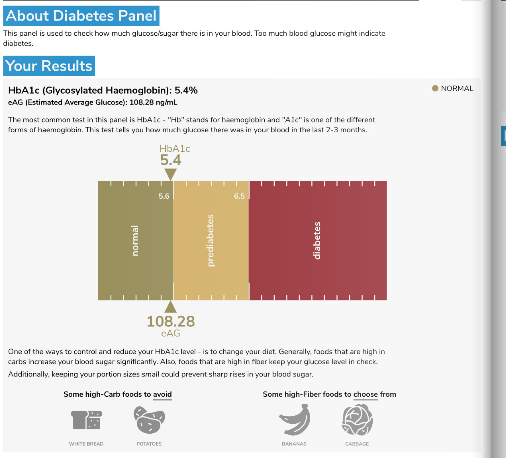 About Diabetes Panel
This panel is used to check how much glucose/sugar there is in your blood. Too much blood glucose might indicate
diabetes.
Your Results
HbA1c (Glycosylated Haemoglobin): 5.4%
NORMAL
eAG (Estimated Average Glucose): 108.28 ng/mL
The most common test in this panel is HbA1c - "Hb" stands for haemoglobin and "A1c" is one of the different
forms of haemoglobin. This test tells you how much glucose there was in your blood in the last 2-3 months.
HbA1c
5.4
5.6
6.5
normal
prediabetes
diabetes
108.28
eAG
One of the ways to control and reduce your HbA1c level - is to change your diet. Generally, foods that are high in
carbs increase your blood sugar significantly. Also, foods that are high in fiber keep your glucose level in check.
Additionally, keeping your portion sizes small could prevent sharp rises in your blood sugar.
Some high-Carb foods to avoid
Some high-Fiber foods to choose from
WHITE BREAD
POTATOES
BANANAS
CABBAGE